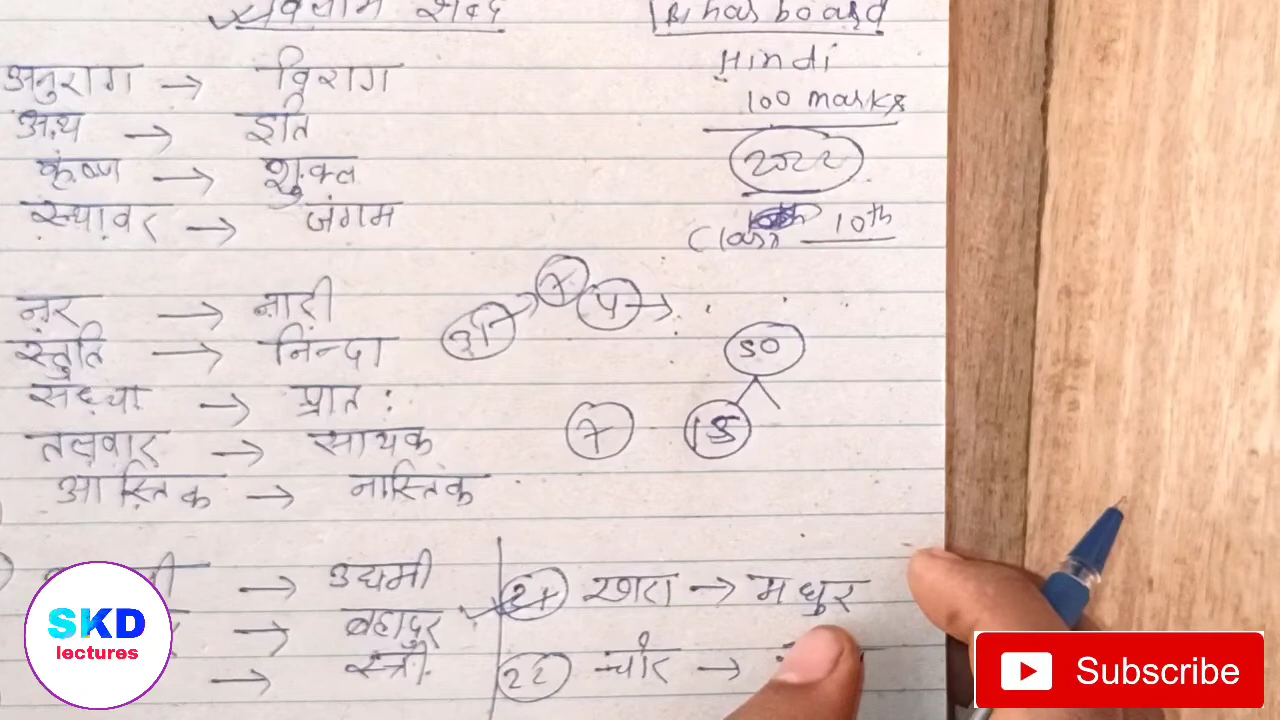 शब्द
Bihar board
Hindi
100 marks
2022
Class 10th
अनुराग → विराग
अथ → इति
कृष्ण → शुक्ल
स्थावर → जंगम
नर → नारी
स्तुति → निन्दा
संध्या → प्रात:
तलवार → सायक
आस्तिक → नास्तिक
50
7 15
→ उद्यमी
→ बहादुर
→ स्त्री
21 खट्टा → मधुर
22 चोर →
SKD
lectures
Subscribe